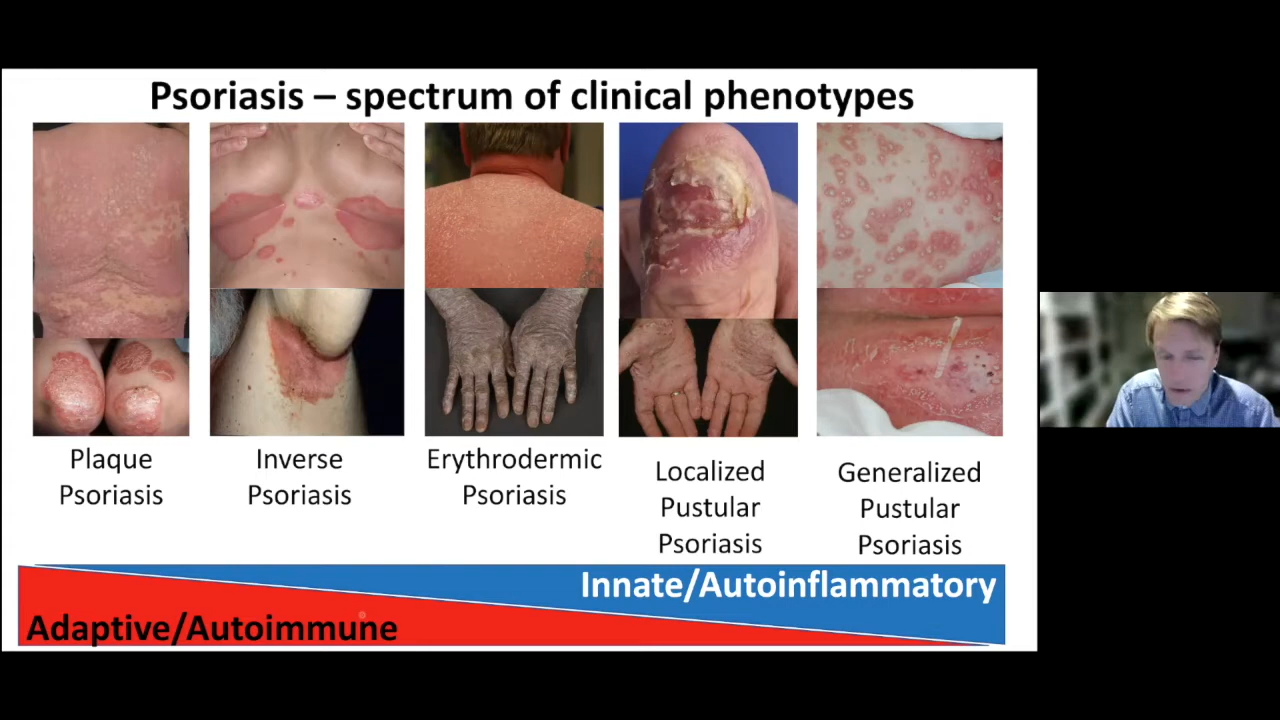 Psoriasis – spectrum of clinical phenotypes
Plaque
Psoriasis
Inverse
Psoriasis
Erythrodermic
Psoriasis
Localized
Pustular
Psoriasis
Generalized
Pustular
Psoriasis
Innate/Autoinflammatory
Adaptive/Autoimmune